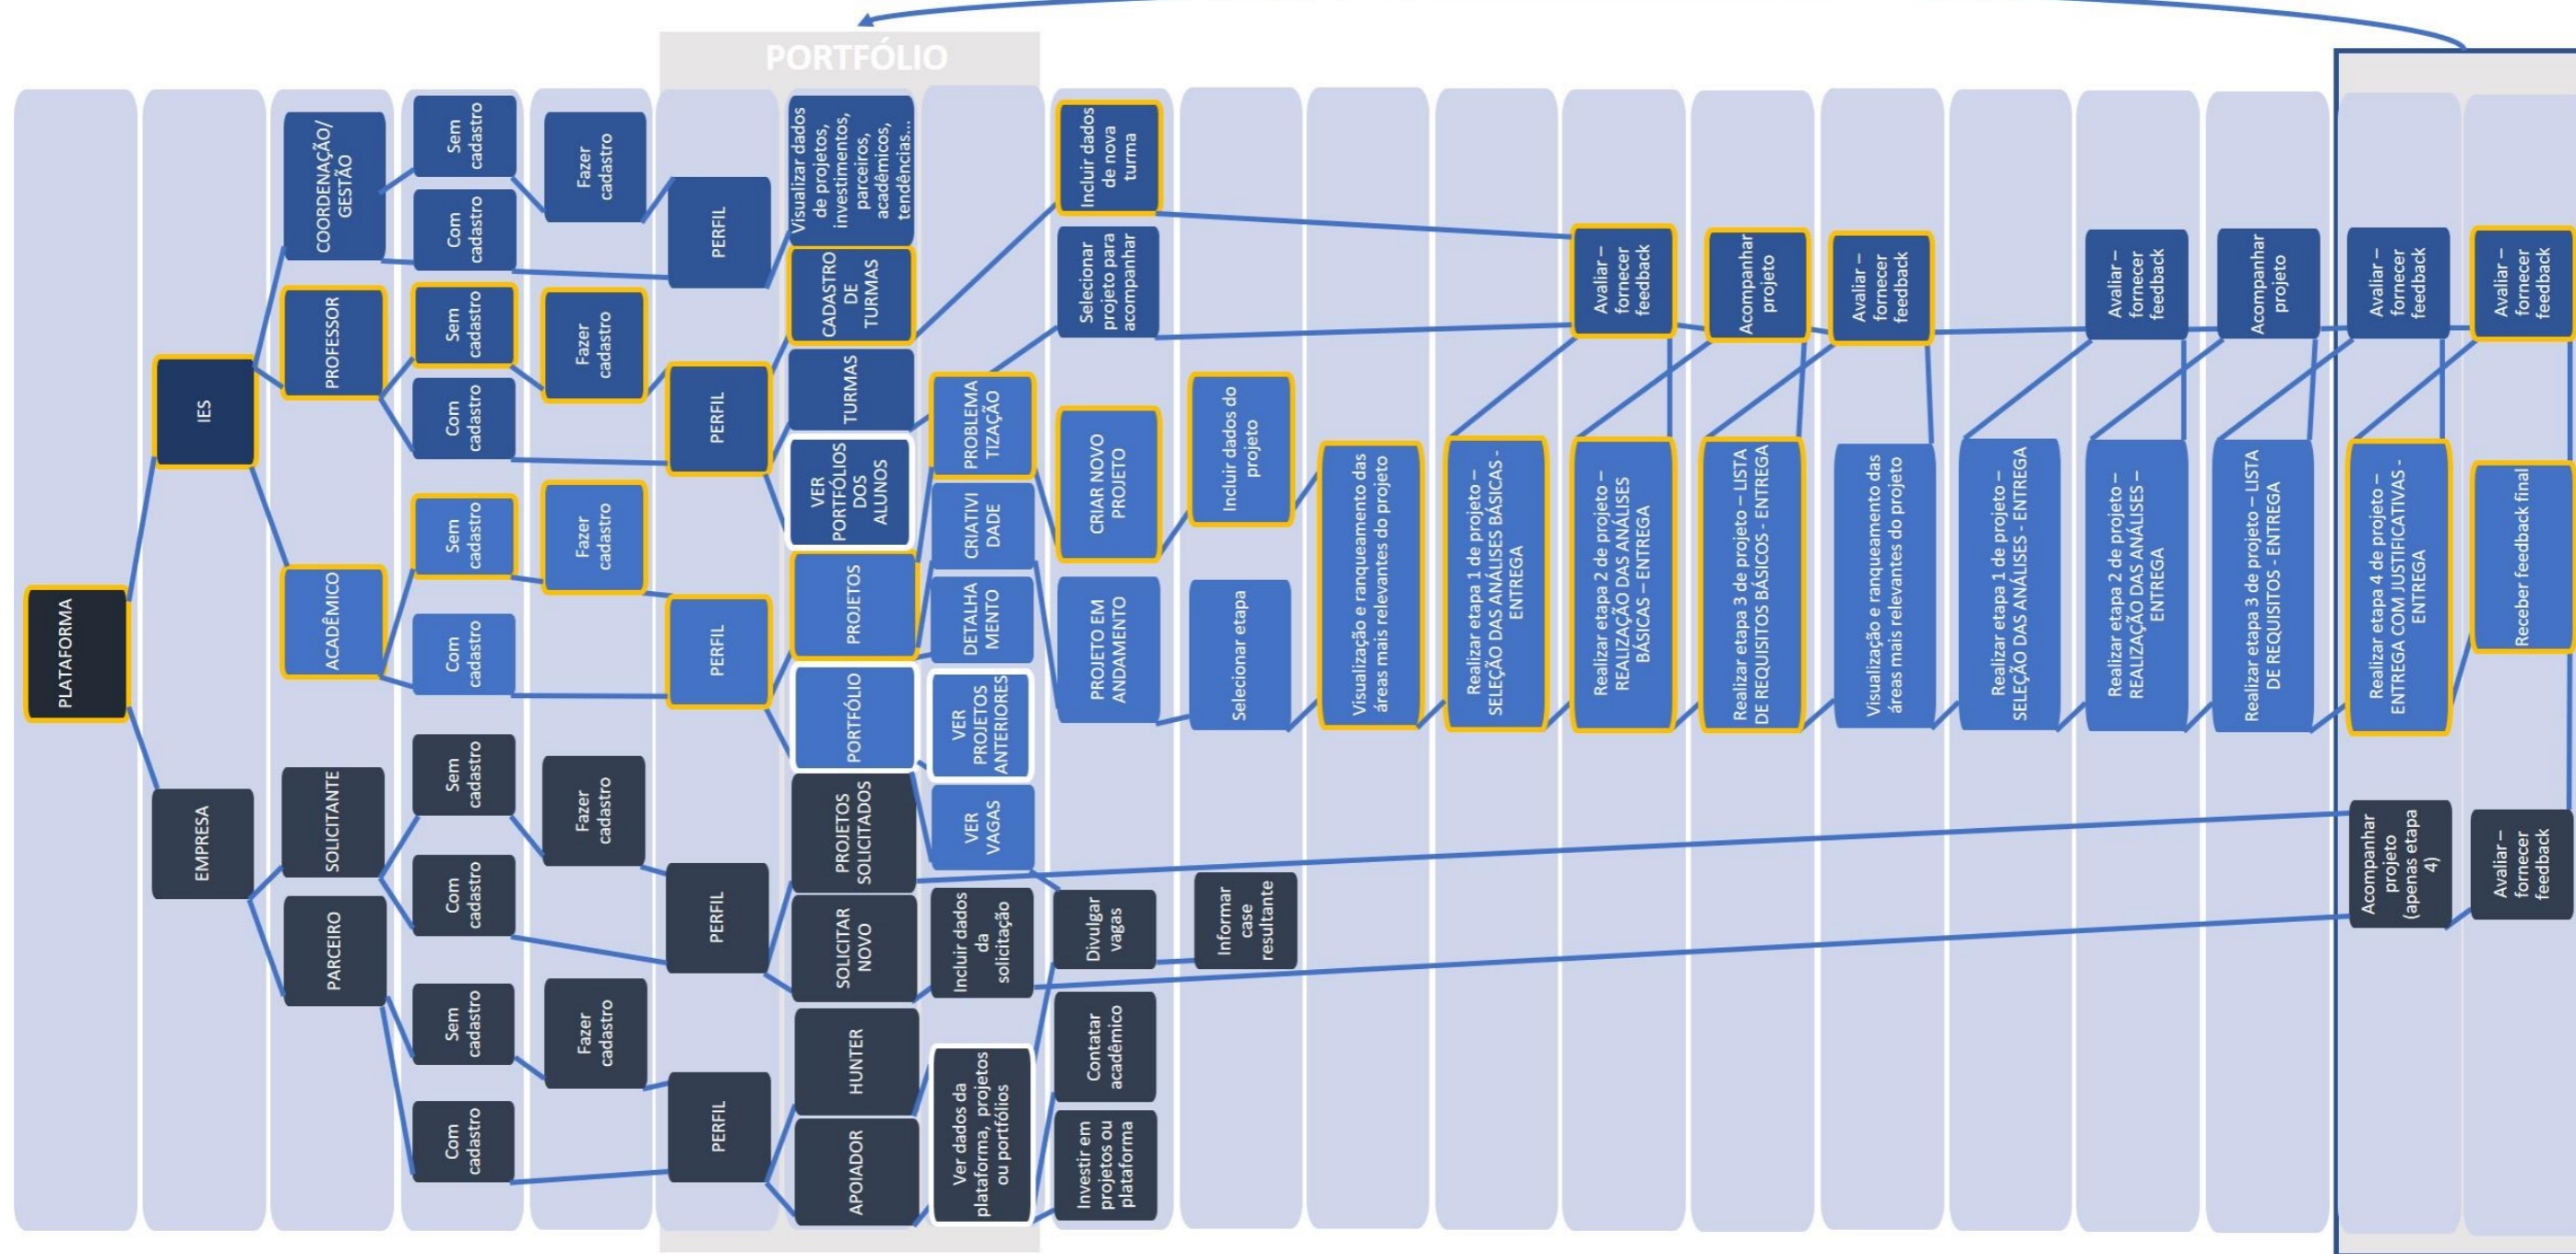 PORTFÓLIO
PLATAFORMA
EMPRESA
IES
PARCEIRO
SOLICITANTE
ACADÊMICO
PROFESSOR
COORDENAÇÃO/
GESTÃO
Com
cadastro
Sem
cadastro
Com
cadastro
Sem
cadastro
Com
cadastro
Sem
cadastro
Com
cadastro
Sem
cadastro
Com
cadastro
Sem
cadastro
Fazer
cadastro
Fazer
cadastro
Fazer
cadastro
Fazer
cadastro
Fazer
cadastro
PERFIL
PERFIL
PERFIL
PERFIL
PERFIL
APOIADOR
HUNTER
SOLICITAR
NOVO
PROJETOS
SOLICITADOS
PORTFÓLIO
PROJETOS
VER
PORTFÓLIOS
DOS
ALUNOS
TURMAS
CADASTRO
DE
TURMAS
Visualizar dados
de projetos,
investimentos,
parceiros,
acadêmicos,
tendências...
Ver dados da
plataforma, projetos
ou portfólios
Incluir dados
da
solicitação
VER
VAGAS
VER
PROJETOS
ANTERIORES
DETALHA
MENTO
CRIATIVI
DADE
PROBLEMA
TIZAÇÃO
Investir em
projetos ou
plataforma
Contatar
acadêmico
Divulgar
vagas
PROJETO EM
ANDAMENTO
CRIAR NOVO
PROJETO
Selecionar
projeto para
acompanhar
Incluir dados
de nova
turma
Informar
case
resultante
Selecionar etapa
Incluir dados do
projeto
Visualização e ranqueamento das
áreas mais relevantes do projeto
Realizar etapa 1 de projeto –
SELEÇÃO DAS ANÁLISES BÁSICAS -
ENTREGA
Realizar etapa 2 de projeto –
REALIZAÇÃO DAS ANÁLISES
BÁSICAS – ENTREGA
Avaliar –
fornecer
feedback
Realizar etapa 3 de projeto – LISTA
DE REQUISITOS BÁSICOS - ENTREGA
Acompanhar
projeto
Visualização e ranqueamento das
áreas mais relevantes do projeto
Avaliar –
fornecer
feedback
Realizar etapa 1 de projeto –
SELEÇÃO DAS ANÁLISES - ENTREGA
Realizar etapa 2 de projeto –
REALIZAÇÃO DAS ANÁLISES –
ENTREGA
Avaliar –
fornecer
feedback
Realizar etapa 3 de projeto – LISTA
DE REQUISITOS - ENTREGA
Acompanhar
projeto
Acompanhar
projeto
(apenas etapa
4)
Realizar etapa 4 de projeto –
ENTREGA COM JUSTIFICATIVAS -
ENTREGA
Avaliar –
fornecer
feedback
Avaliar –
fornecer
feedback
Receber feedback final
Avaliar –
fornecer
feedback